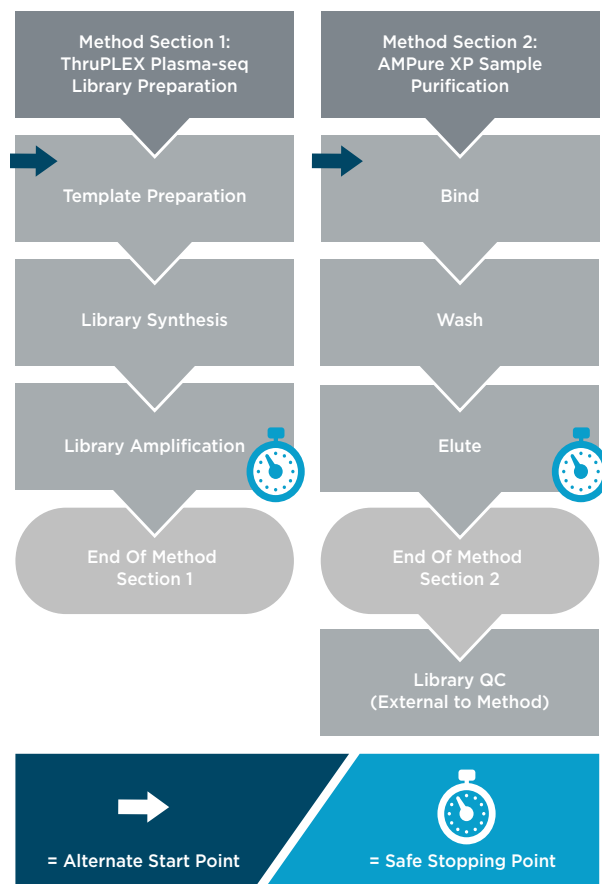 Method Section 1:
ThruPLEX Plasma-seq
Library Preparation
Template Preparation
Library Synthesis
Library Amplification
End Of Method
Section 1
Method Section 2:
AMPure XP Sample
Purification
Bind
Wash
Elute
End Of Method
Section 2
Library QC
(External to Method)
= Alternate Start Point
= Safe Stopping Point